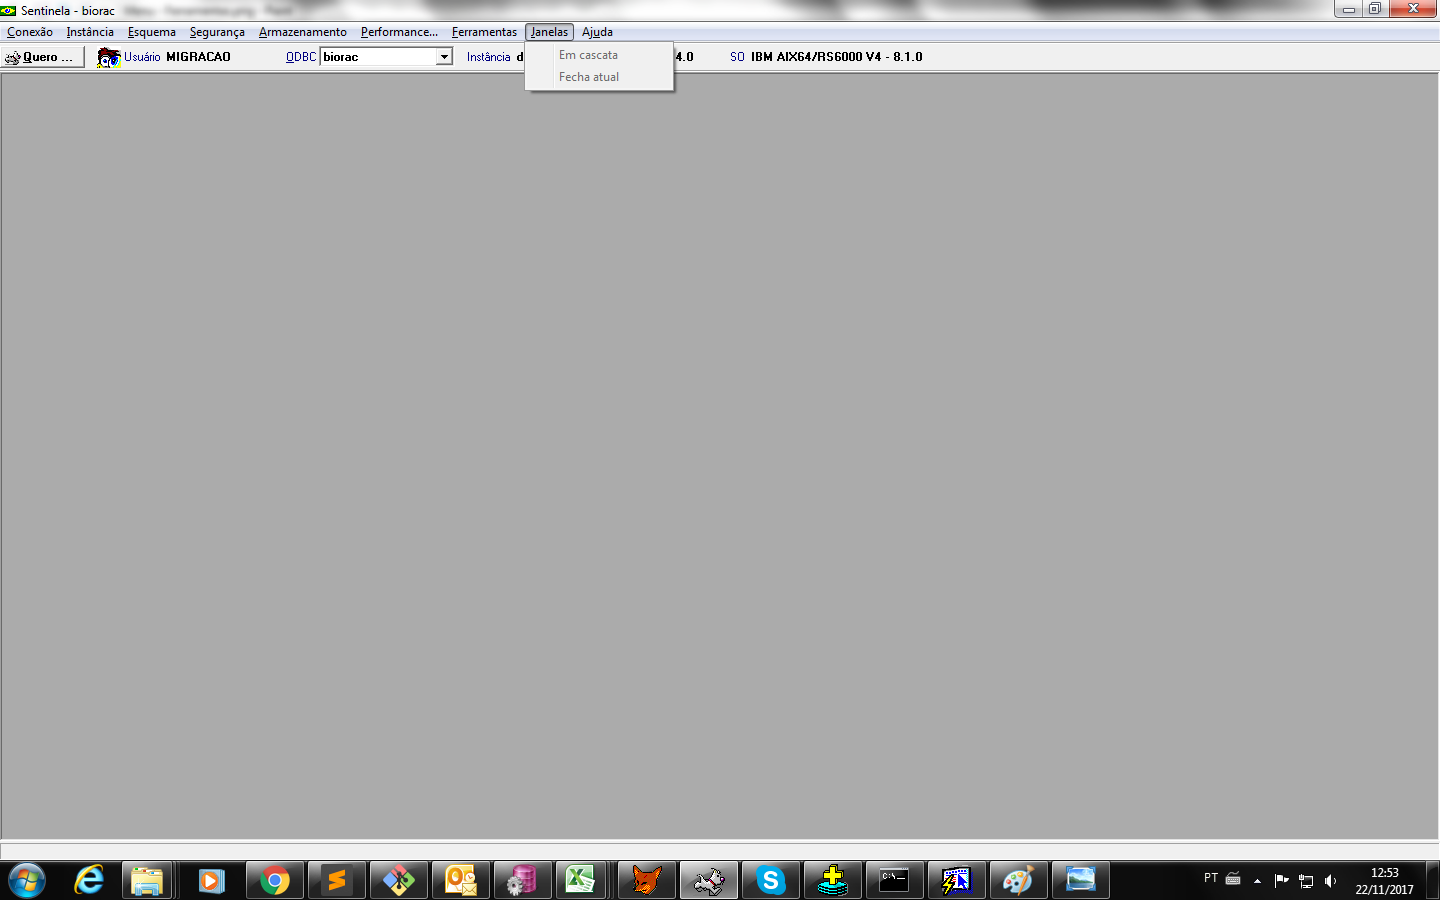 Sentinela - biorac
Conexão Instância Esquema Segurança Armazenamento Performance... Ferramentas Janelas Ajuda
Quero ... Usuário MIGRACAO ODBC biorac Instância d 4.0 SO IBM AIX64/RS6000 V4 - 8.1.0
Em cascata
Fecha atual
PT
12:53
22/11/2017